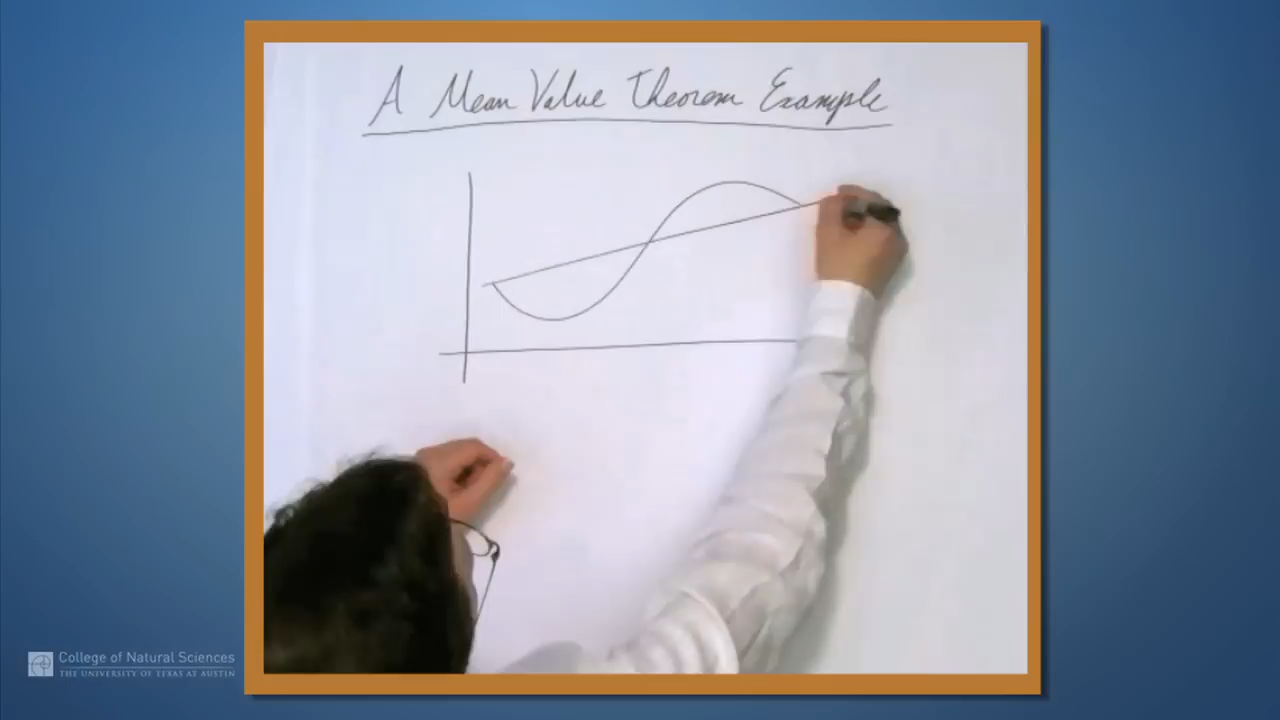 A Mean Value Theorem Example
College of Natural Sciences
THE UNIVERSITY OF TEXAS AT AUSTIN